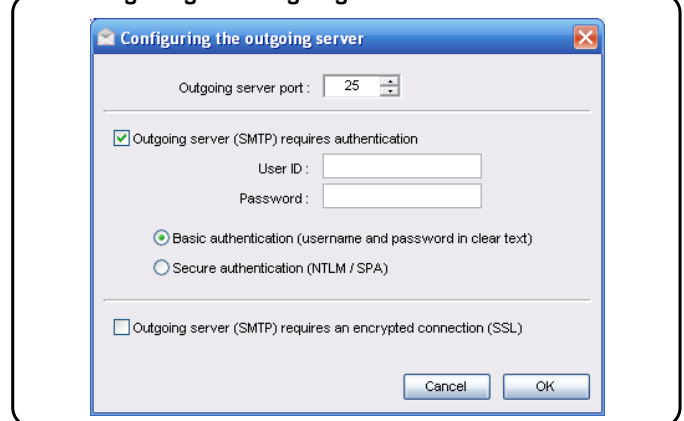 Configuring the outgoing server
Outgoing server port : 25
Outgoing server (SMTP) requires authentication
User ID :
Password :
Basic authentication (username and password in clear text)
Secure authentication (NTLM / SPA)
Outgoing server (SMTP) requires an encrypted connection (SSL)
Cancel OK